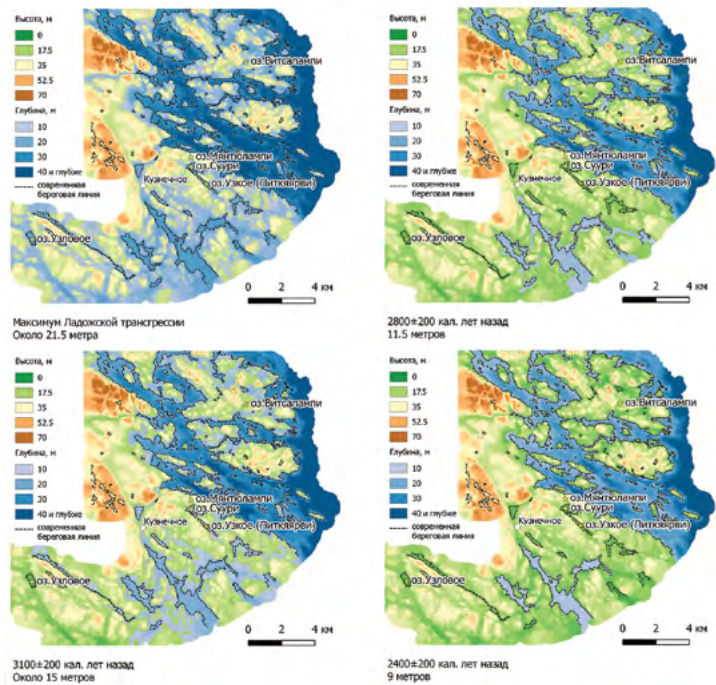 Высота, м
0
17.5
35
52.5
70
Глубина, м
10
20
30
40 и глубже
современная
береговая линия
оз.Витсалампи
оз.Мянтюлампи
оз.Суури
Кузнечное
оз.Узкое (Питкяярви)
оз.Узловое
0 2 4 км
Максимум Ладожской трансгрессии
Около 21.5 метра
Высота, м
0
17.5
35
52.5
70
Глубина, м
10
20
30
40 и глубже
современная
береговая линия
оз.Витсалампи
оз.Мянтюлампи
оз.Суури
Кузнечное
оз.Узкое (Питкяярви)
оз.Узловое
0 2 4 км
2800±200 кал. лет назад
11.5 метров
Высота, м
0
17.5
35
52.5
70
Глубина, м
10
20
30
40 и глубже
современная
береговая линия
оз.Витсалампи
оз.Мянтюлампи
оз.Суури
Кузнечное
оз.Узкое (Питкяярви)
оз.Узловое
0 2 4 км
3100±200 кал. лет назад
Около 15 метров
Высота, м
0
17.5
35
52.5
70
Глубина, м
10
20
30
40 и глубже
современная
береговая линия
оз.Витсалампи
оз.Мянтюлампи
оз.Суури
Кузнечное
оз.Узкое (Питкяярви)
оз.Узловое
0 2 4 км
2400±200 кал. лет назад
9 метров